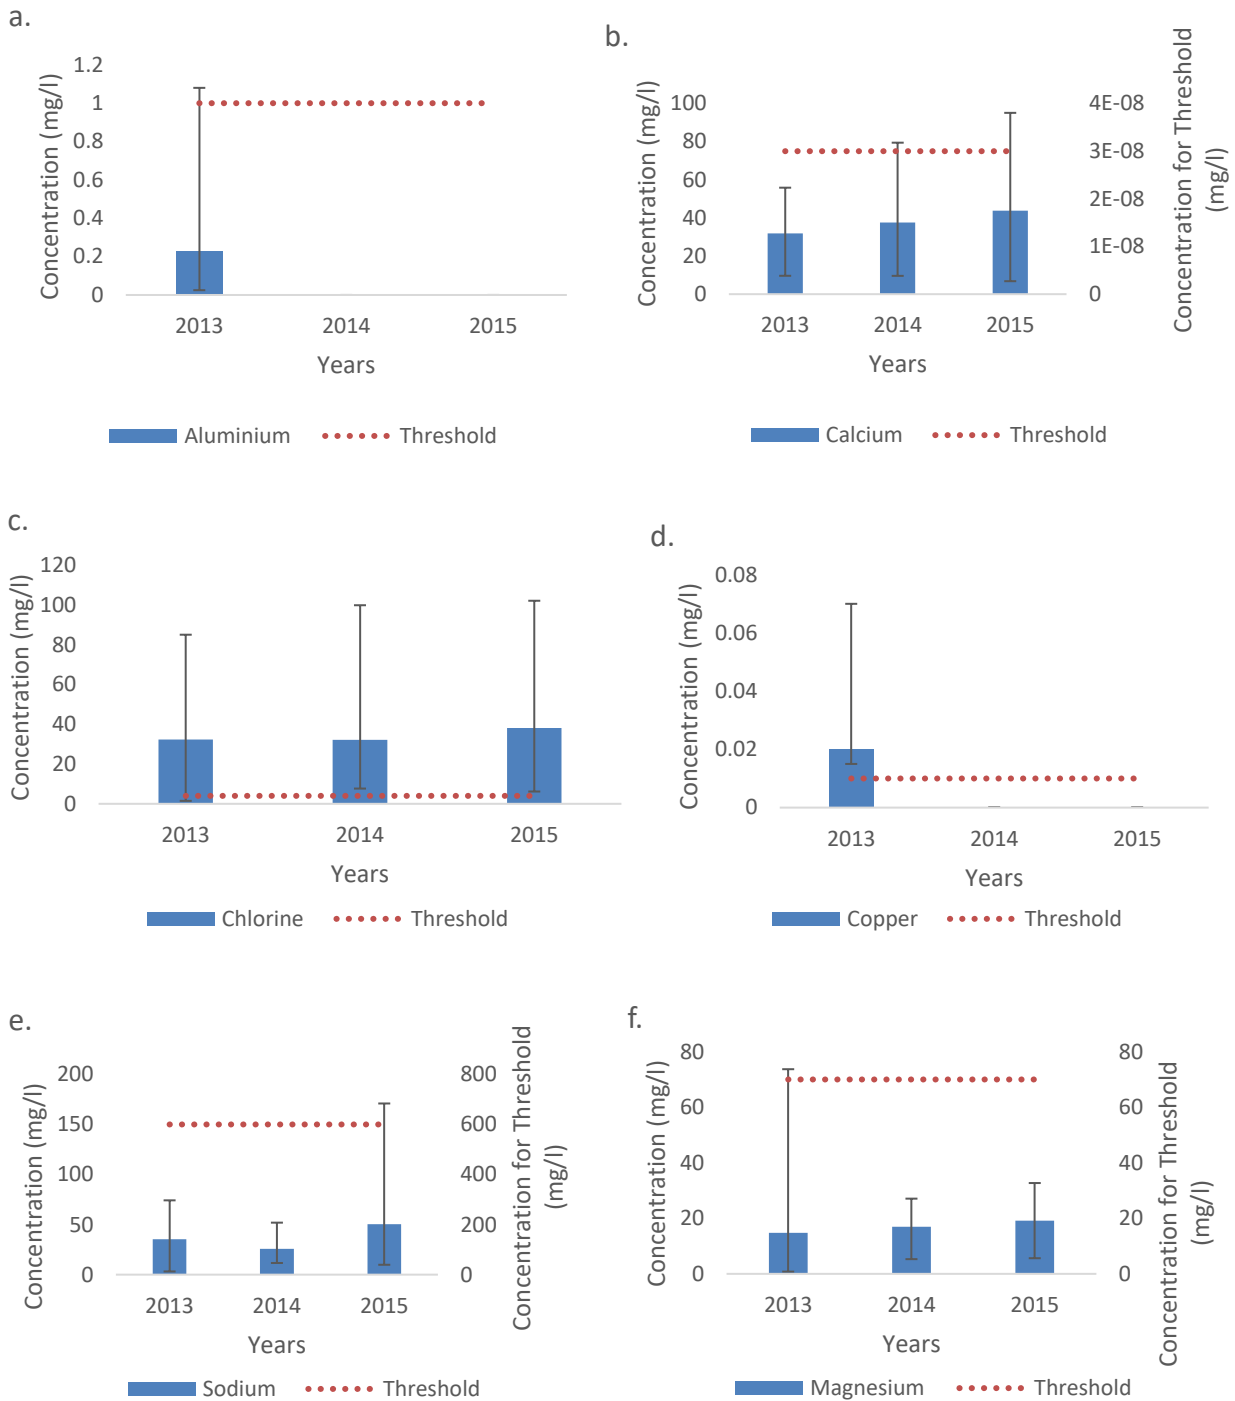 a.
Concentration (mg/l)
1.2
1
0.8
0.6
0.4
0.2
0
2013 2014 2015
Years
Aluminium Threshold
b.
Concentration (mg/l)
100
80
60
40
20
0
4E-08
3E-08
2E-08
1E-08
0
Concentration for Threshold
(mg/l)
2013 2014 2015
Years
Calcium Threshold
c.
Concentration (mg/l)
120
100
80
60
40
20
0
2013 2014 2015
Years
Chlorine Threshold
d.
Concentration (mg/l)
0.08
0.06
0.04
0.02
0
2013 2014 2015
Years
Copper Threshold
e.
Concentration (mg/l)
200
150
100
50
0
800
600
400
200
0
Concentration for Threshold
(mg/l)
2013 2014 2015
Years
Sodium Threshold
f.
Concentration (mg/l)
80
60
40
20
0
80
60
40
20
0
Concentration for Threshold
(mg/l)
2013 2014 2015
Years
Magnesium Threshold